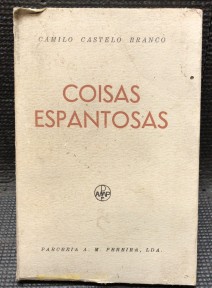 CAMILO CASTELO BRANCO
COISAS
ESPANTOSAS
PARCERIA A. M. PEREIRA, LDA.